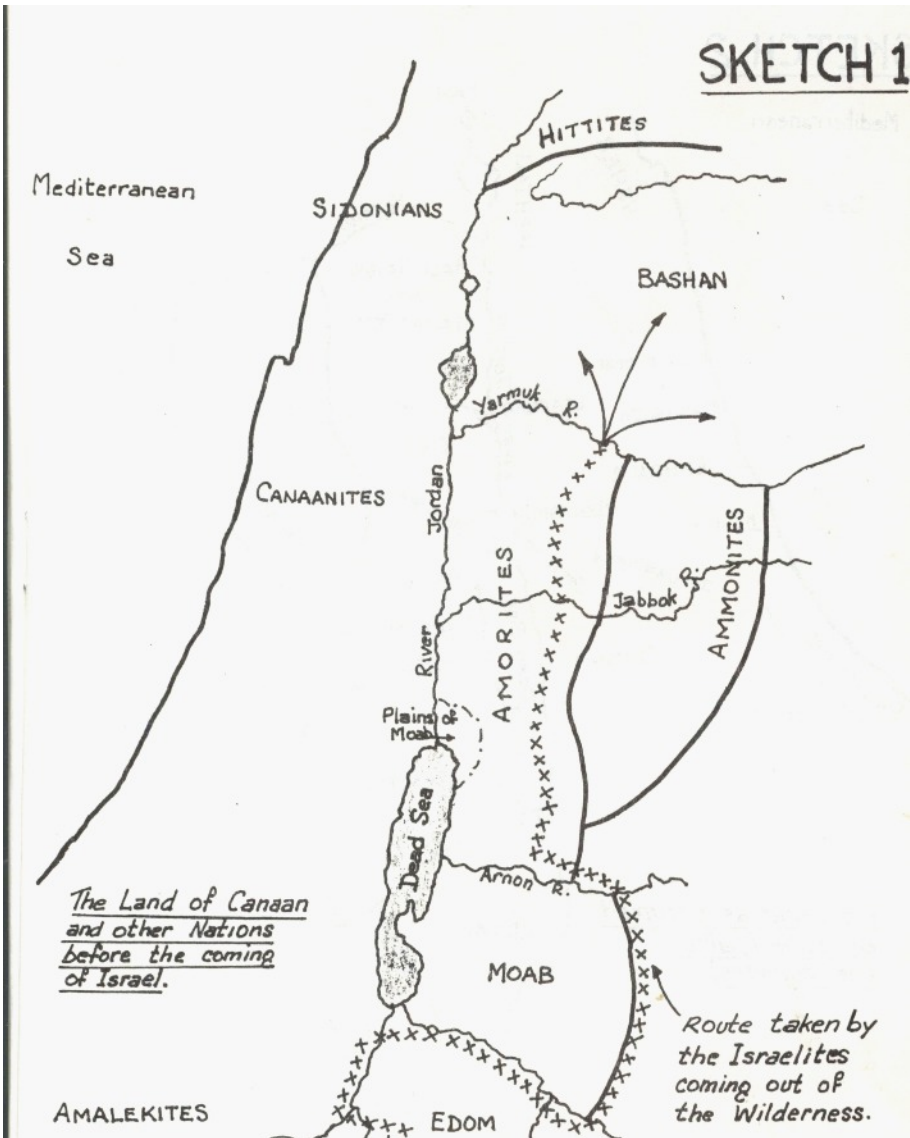 SKETCH 1
HITTITES
Mediterranean
Sea
SIDONIANS
BASHAN
Yarmuk R.
CANAANITES
Jordan
River
AMORITES
Jabbok R.
AMMONITES
Plains of
Moab
Dead Sea
Arnon R.
The Land of Canaan
and other Nations
before the coming
of Israel.
MOAB
Route taken by
the Israelites
coming out of
the Wilderness.
AMALEKITES
EDOM